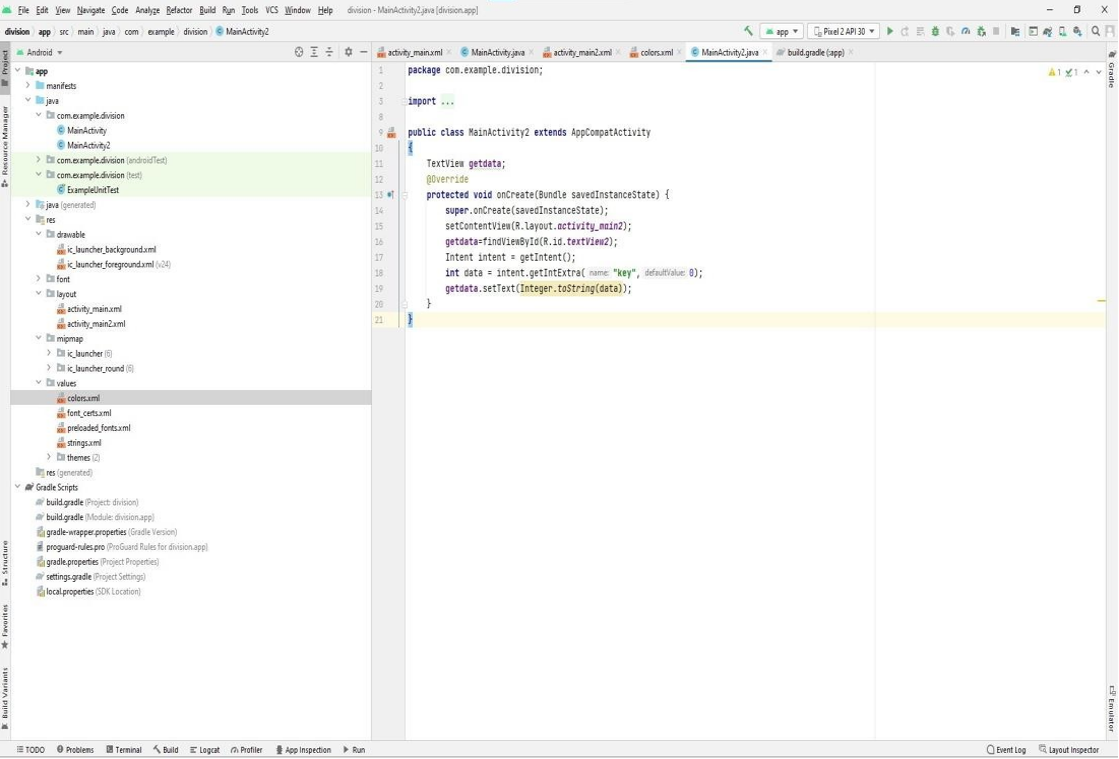 File Edit View Navigate Code Analyze Refactor Build Run Tools VCS Window Help division - MainActivity2.java [division.app]
division app src main java com example division MainActivity2 app Pixel 2 API 30
Android
activity_main.xml MainActivity.java activity_main2.xml colors.xml MainActivity2.java build.gradle (:app)
Project
Resource Manager
Structure
Favorites
Build Variants
app
manifests
java
com.example.division
MainActivity
MainActivity2
com.example.division (androidTest)
com.example.division (test)
ExampleUnitTest
java (generated)
res
drawable
ic_launcher_background.xml
ic_launcher_foreground.xml (v24)
font
layout
activity_main.xml
activity_main2.xml
mipmap
ic_launcher (6)
ic_launcher_round (6)
values
colors.xml
font_certs.xml
preloaded_fonts.xml
strings.xml
themes (2)
res (generated)
Gradle Scripts
build.gradle (Project: division)
build.gradle (Module: division.app)
gradle-wrapper.properties (Gradle Version)
proguard-rules.pro (ProGuard Rules for division.app)
gradle.properties (Project Properties)
settings.gradle (Project Settings)
local.properties (SDK Location)
1 package com.example.division;
2
3 import ...
8
9 public class MainActivity2 extends AppCompatActivity
10 {
11 TextView getdata;
12 @Override
13 protected void onCreate(Bundle savedInstanceState) {
14 super.onCreate(savedInstanceState);
15 setContentView(R.layout.activity_main2);
16 getdata=findViewById(R.id.textView2);
17 Intent intent = getIntent();
18 int data = intent.getIntExtra( name: "key", defaultValue: 0);
19 getdata.setText(Integer.toString(data));
20 }
21 }
1 1
Gradle
Emulator
TODO Problems Terminal Build Logcat Profiler App Inspection Run Event Log Layout Inspector